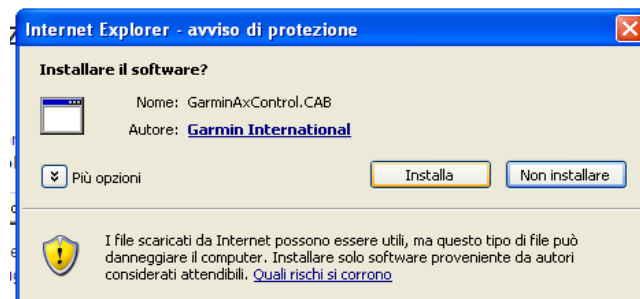 Internet Explorer - avviso di protezione
Installare il software?
Nome: GarminAxControl.CAB
Autore: Garmin International
Più opzioni
Installa
Non installare
I file scaricati da Internet possono essere utili, ma questo tipo di file può
danneggiare il computer. Installare solo software proveniente da autori
considerati attendibili. Quali rischi si corrono